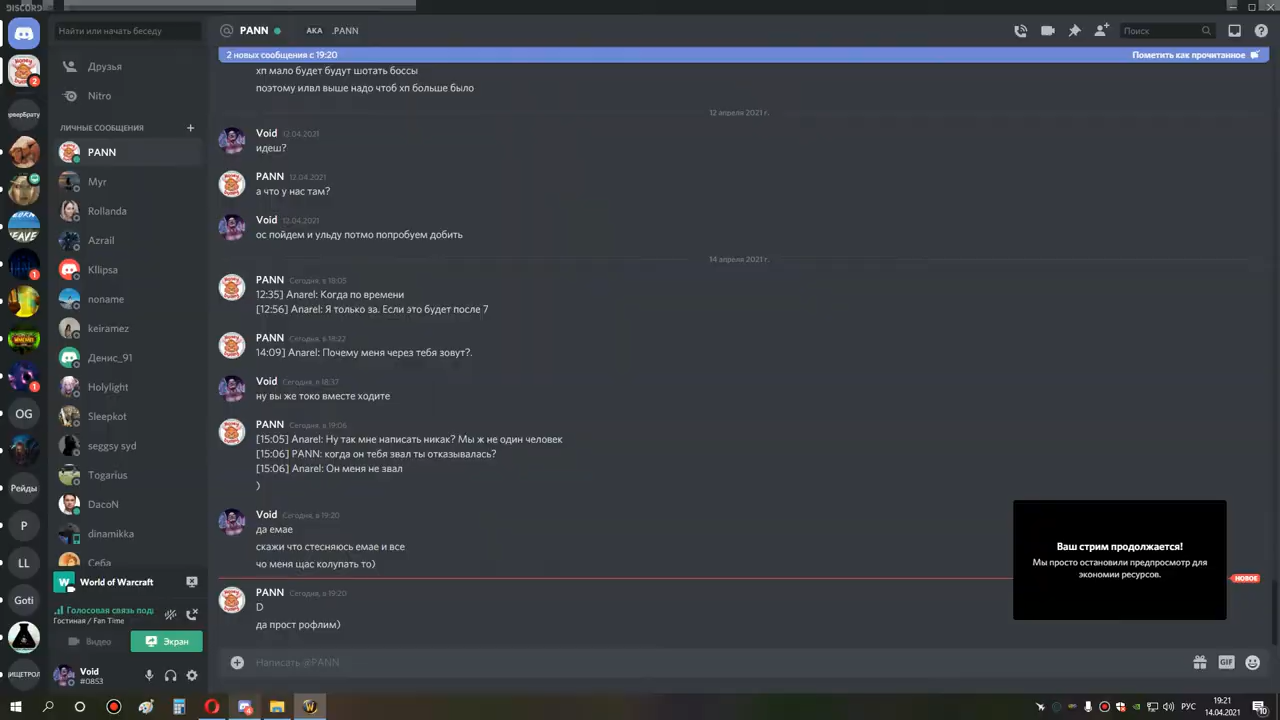 DISCORD
Найти или начать беседу
PANN
AKA .PANN
Поиск
2 новых сообщения с 19:20
Пометить как прочитанное
Друзья
Nitro
ЛИЧНЫЕ СООБЩЕНИЯ
PANN
Myr
Rollanda
Azrail
Kllipsa
noname
keiramez
Денис_91
Holylight
Sleepkot
seggsy syd
Togarius
DacoN
dinamikka
Себа
2
1
1
OG
Рейды
P
LL
Goti
World of Warcraft
Голосовая связь под
Гостиная / Fan Time
Видео
Экран
Void
#0853
хп мало будет будут шотать боссы
поэтому илвл выше надо чтоб хп больше было
12 апреля 2021 г.
Void 12.04.2021
идеш?
PANN 12.04.2021
а что у нас там?
Void 12.04.2021
ос пойдем и ульду потмо попробуем добить
14 апреля 2021 г.
PANN Сегодня, в 18:05
12:35] Anarel: Когда по времени
[12:56] Anarel: Я только за. Если это будет после 7
PANN Сегодня, в 18:22
14:09] Anarel: Почему меня через тебя зовут?.
Void Сегодня, в 18:37
ну вы же токо вместе ходите
PANN Сегодня, в 19:06
[15:05] Anarel: Ну так мне написать никак? Мы ж не один человек
[15:06] PANN: когда он тебя звал ты отказывалась?
[15:06] Anarel: Он меня не звал
)
Void Сегодня, в 19:20
да емае
скажи что стесняюсь емае и все
чо меня щас колупать то)
НОВОЕ
PANN Сегодня, в 19:20
D
да прост рофлим)
Ваш стрим продолжается!
Мы просто остановили предпросмотр для
экономии ресурсов.
Написать @PANN
GIF
РУС
19:21
14.04.2021
10